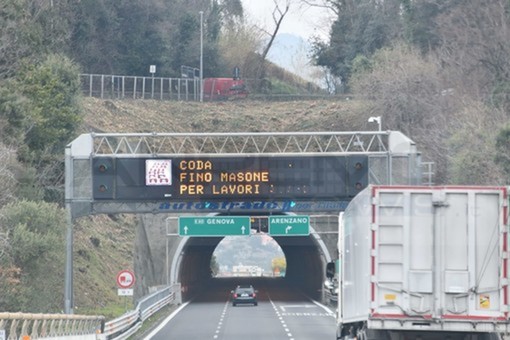 CODA
FINO MASONE
PER LAVORI
GENOVA
ARENZANO